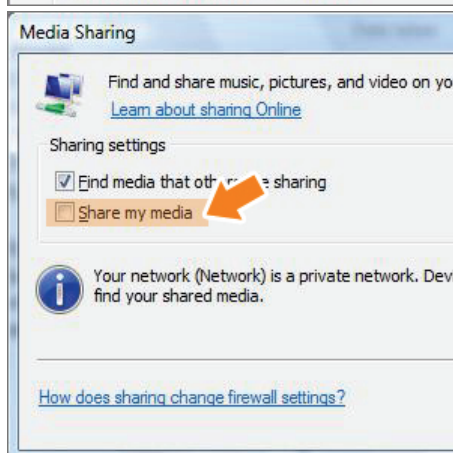 Media Sharing
Find and share music, pictures, and video on yo
Learn about sharing Online
Sharing settings
Find media that oth sharing
Share my media
Your network (Network) is a private network. Dev
find your shared media.
How does sharing change firewall settings?